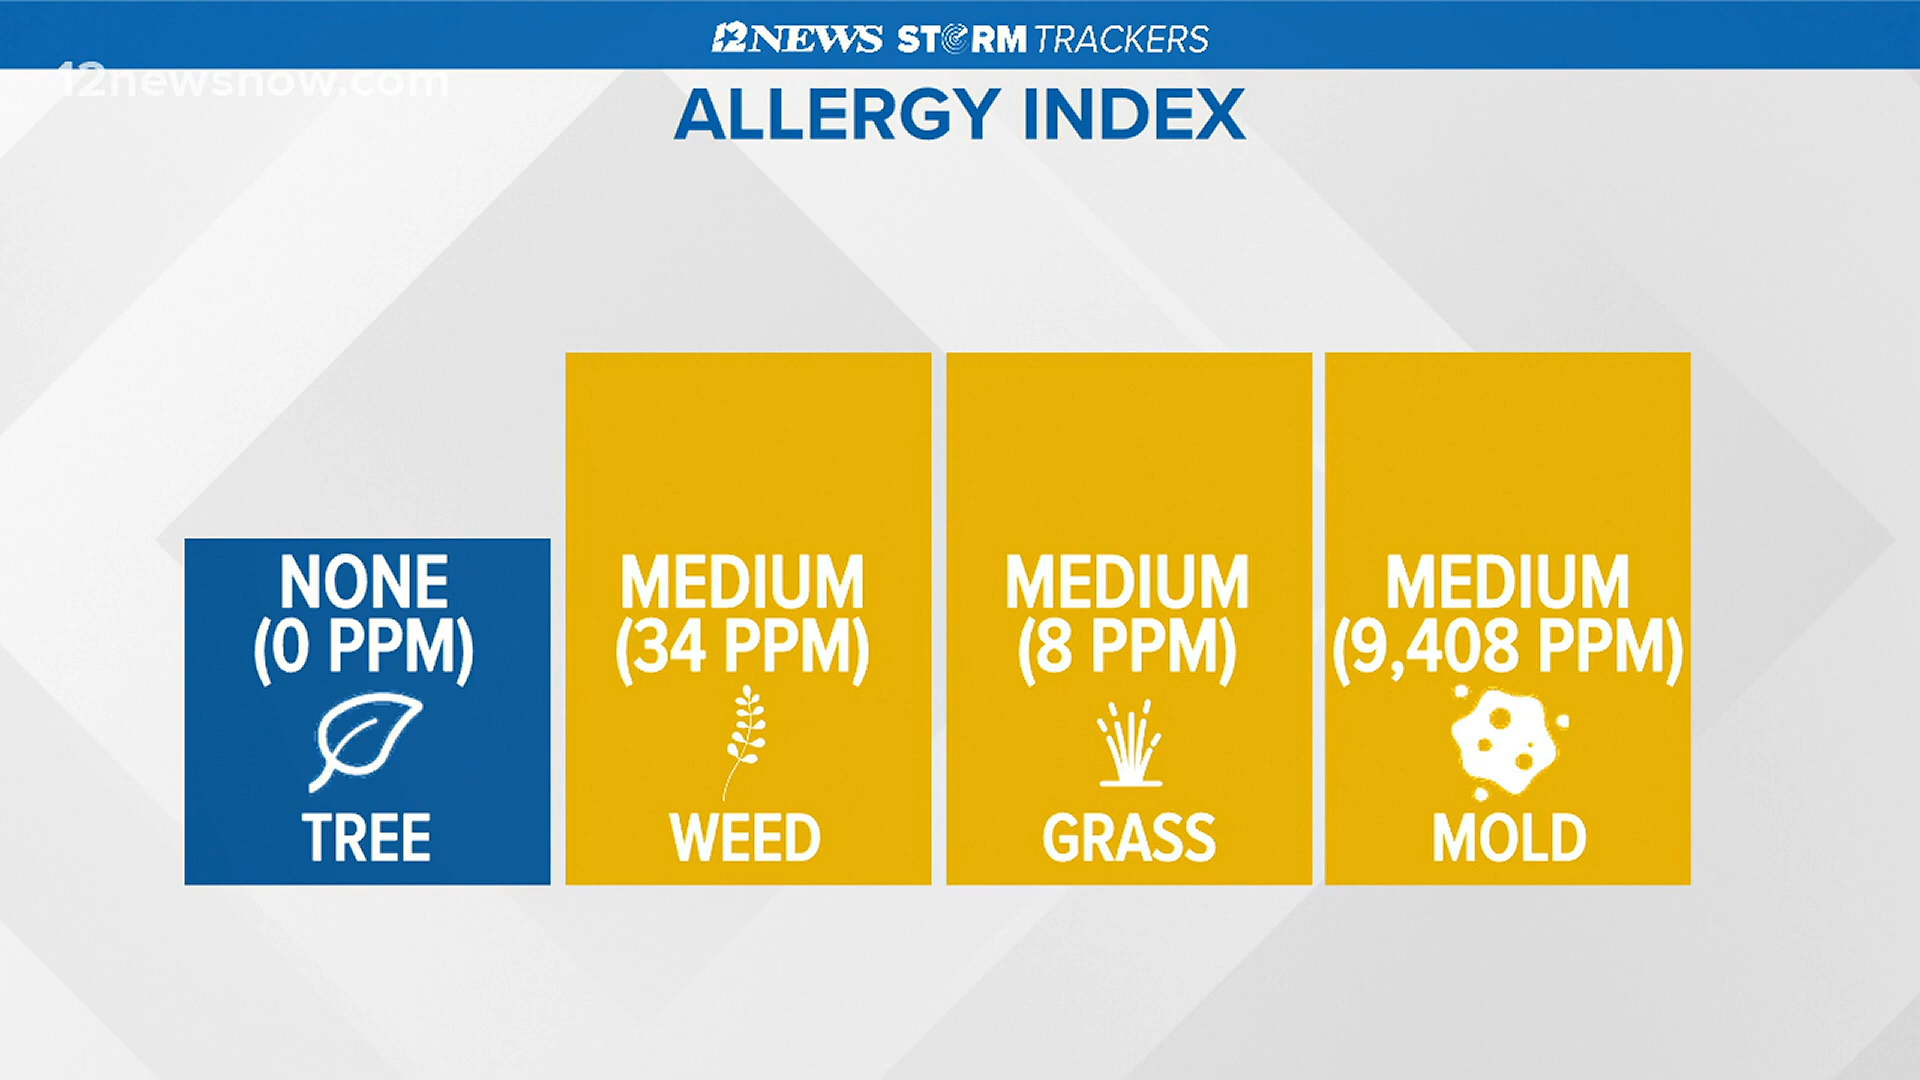 12NEWS STORM TRACKERS
12newsnow.com
ALLERGY INDEX
NONE
(0 PPM)
TREE
MEDIUM
(34 PPM)
WEED
MEDIUM
(8 PPM)
GRASS
MEDIUM
(9,408 PPM)
MOLD